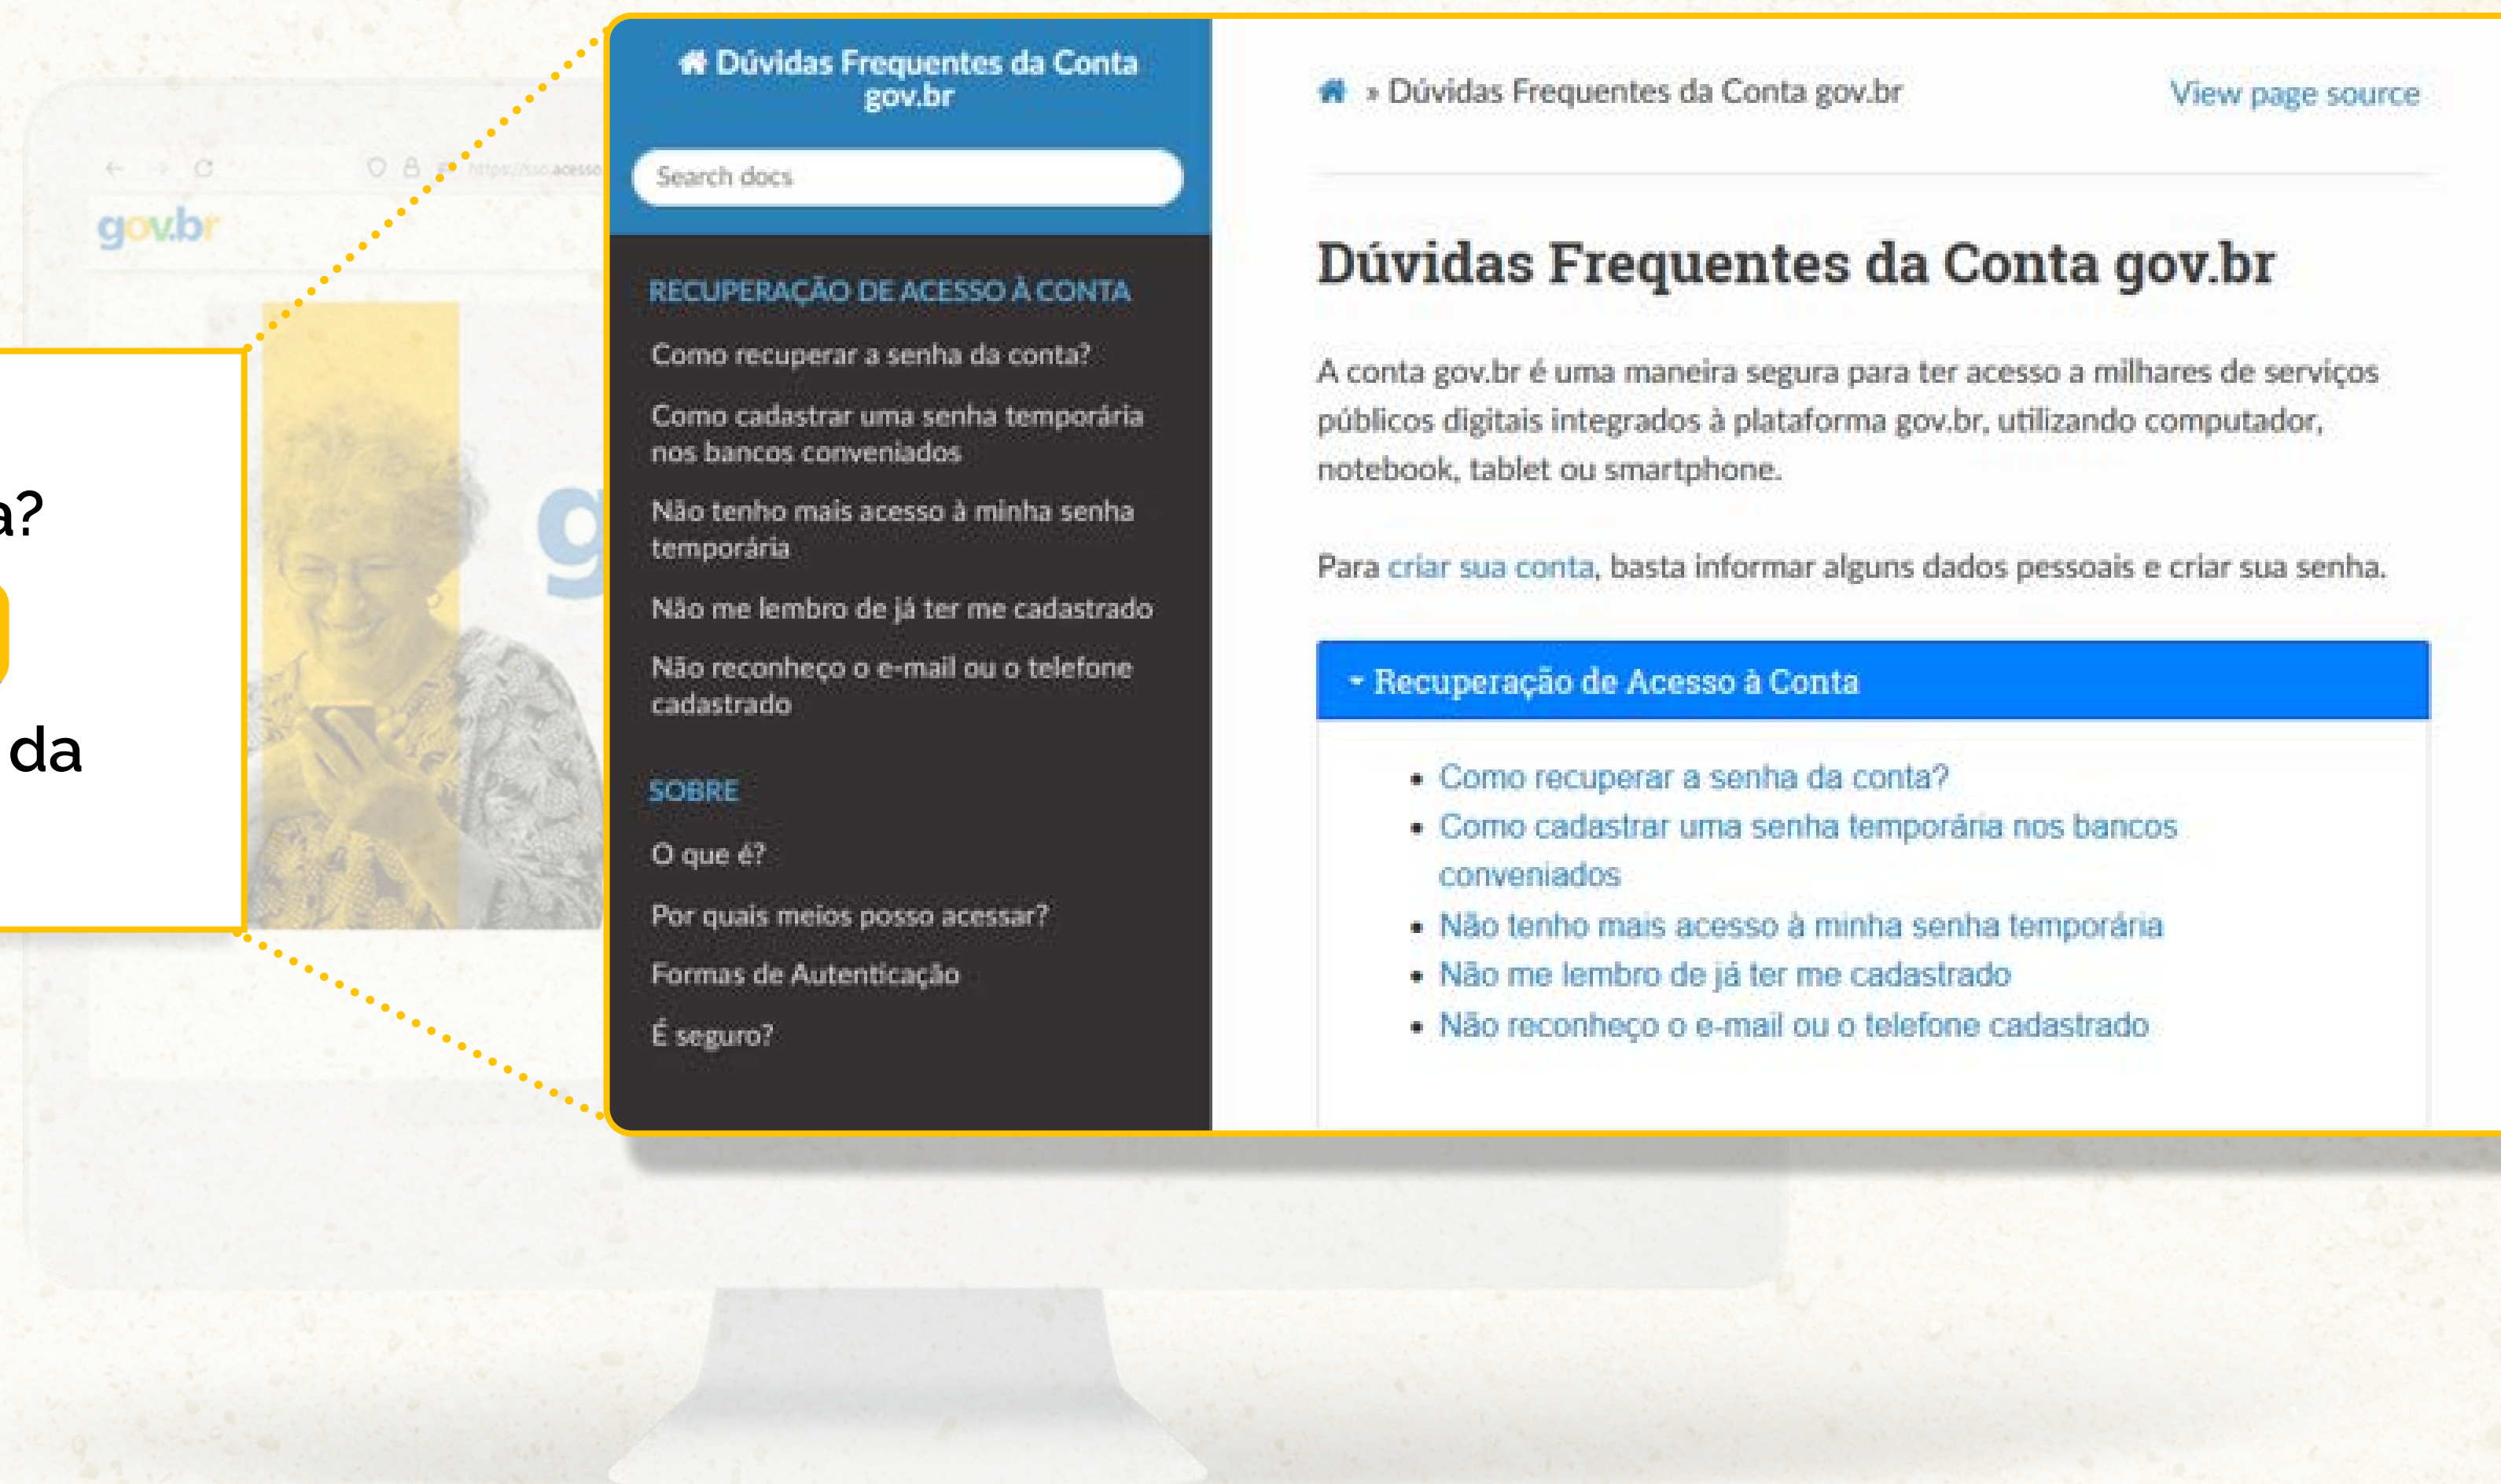 https://sso.acesso
gov.br
a?
da
g
Dúvidas Frequentes da Conta
gov.br
Search docs
RECUPERAÇÃO DE ACESSO À CONTA
Como recuperar a senha da conta?
Como cadastrar uma senha temporária
nos bancos conveniados
Não tenho mais acesso à minha senha
temporária
Não me lembro de já ter me cadastrado
Não reconheço o e-mail ou o telefone
cadastrado
SOBRE
O que é?
Por quais meios posso acessar?
Formas de Autenticação
É seguro?
» Dúvidas Frequentes da Conta gov.br
View page source
Dúvidas Frequentes da Conta gov.br
A conta gov.br é uma maneira segura para ter acesso a milhares de serviços
públicos digitais integrados à plataforma gov.br, utilizando computador,
notebook, tablet ou smartphone.
Para criar sua conta, basta informar alguns dados pessoais e criar sua senha.
Recuperação de Acesso à Conta
• Como recuperar a senha da conta?
• Como cadastrar uma senha temporária nos bancos
conveniados
• Não tenho mais acesso à minha senha temporária
• Não me lembro de já ter me cadastrado
• Não reconheço o e-mail ou o telefone cadastrado